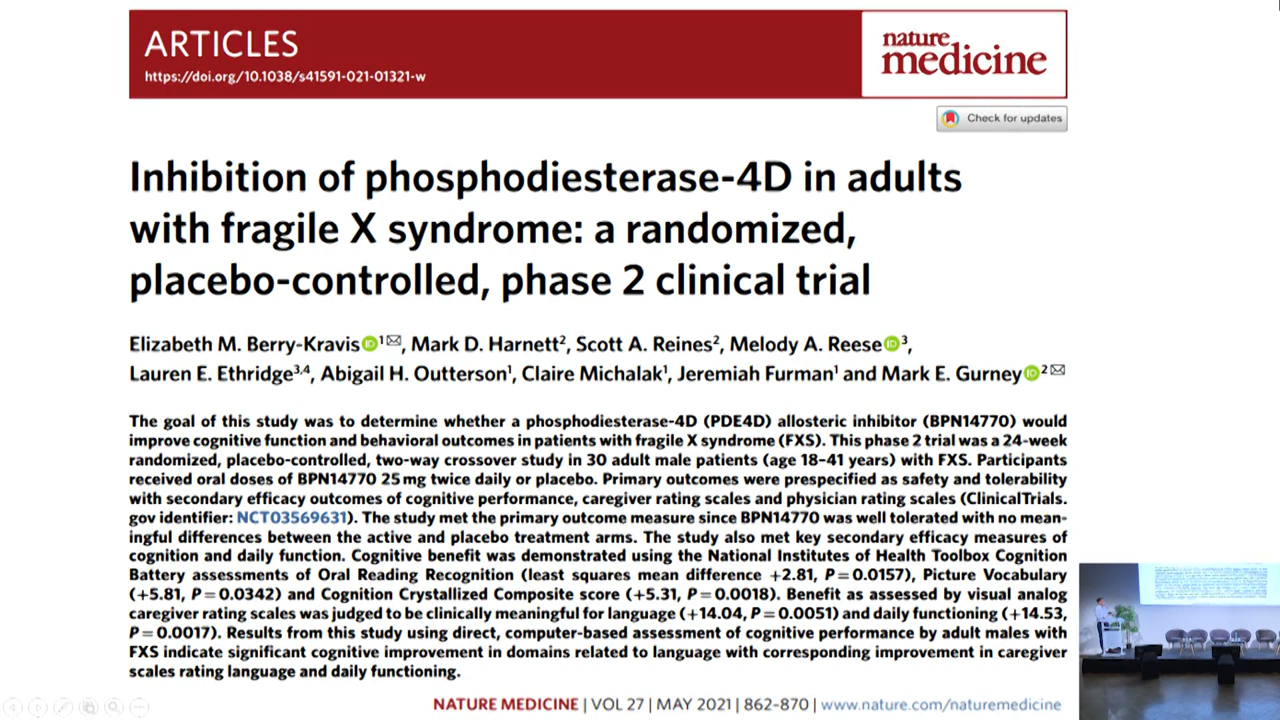 ARTICLES
https://doi.org/10.1038/s41591-021-01321-w
nature
medicine
Check for updates
Inhibition of phosphodiesterase-4D in adults
with fragile X syndrome: a randomized,
placebo-controlled, phase 2 clinical trial
Elizabeth M. Berry-Kravis iD 1✉, Mark D. Harnett2, Scott A. Reines2, Melody A. Reese iD 3,
Lauren E. Ethridge3,4, Abigail H. Outterson1, Claire Michalak1, Jeremiah Furman1 and Mark E. Gurney iD 2✉
The goal of this study was to determine whether a phosphodiesterase-4D (PDE4D) allosteric inhibitor (BPN14770) would
improve cognitive function and behavioral outcomes in patients with fragile X syndrome (FXS). This phase 2 trial was a 24-week
randomized, placebo-controlled, two-way crossover study in 30 adult male patients (age 18–41 years) with FXS. Participants
received oral doses of BPN14770 25 mg twice daily or placebo. Primary outcomes were prespecified as safety and tolerability
with secondary efficacy outcomes of cognitive performance, caregiver rating scales and physician rating scales (ClinicalTrials.
gov identifier: NCT03569631). The study met the primary outcome measure since BPN14770 was well tolerated with no mean-
ingful differences between the active and placebo treatment arms. The study also met key secondary efficacy measures of
cognition and daily function. Cognitive benefit was demonstrated using the National Institutes of Health Toolbox Cognition
Battery assessments of Oral Reading Recognition (least squares mean difference +2.81, P = 0.0157), Picture Vocabulary
(+5.81, P = 0.0342) and Cognition Crystallized Composite score (+5.31, P = 0.0018). Benefit as assessed by visual analog
caregiver rating scales was judged to be clinically meaningful for language (+14.04, P = 0.0051) and daily functioning (+14.53,
P = 0.0017). Results from this study using direct, computer-based assessment of cognitive performance by adult males with
FXS indicate significant cognitive improvement in domains related to language with corresponding improvement in caregiver
scales rating language and daily functioning.
NATURE MEDICINE | VOL 27 | MAY 2021 | 862–870 | www.nature.com/naturemedicine